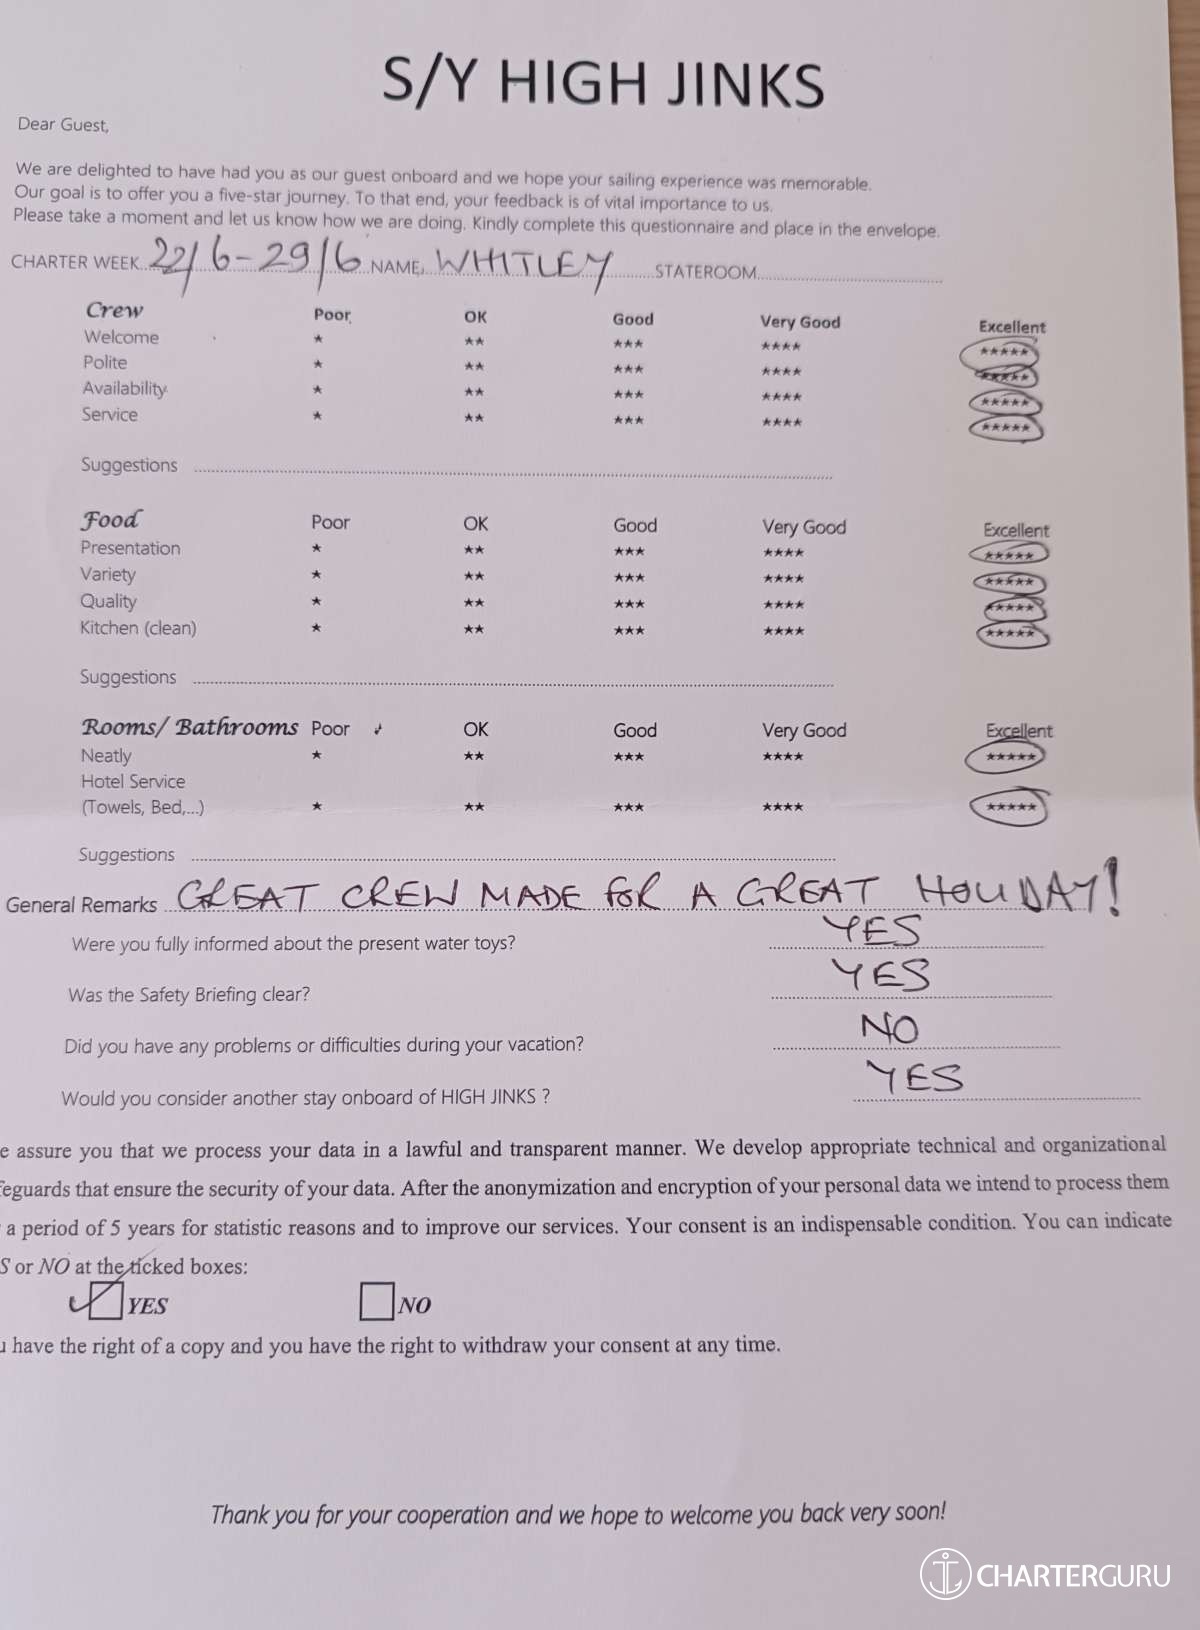 S/Y HIGH JINKS
Dear Guest,
We are delighted to have had you as our guest onboard and we hope your sailing experience was memorable.
Our goal is to offer you a five-star journey. To that end, your feedback is of vital importance to us.
Please take a moment and let us know how we are doing. Kindly complete this questionnaire and place in the envelope.
CHARTER WEEK 22/6-29/6 NAME, WHITLEY STATEROOM
Crew Poor OK Good Very Good Excellent
Welcome ★ ★★ ★★★ ★★★★ ★★★★★
Polite ★ ★★ ★★★ ★★★★ ★★★★★
Availability ★ ★★ ★★★ ★★★★ ★★★★★
Service ★ ★★ ★★★ ★★★★ ★★★★★
Suggestions
Food Poor OK Good Very Good Excellent
Presentation ★ ★★ ★★★ ★★★★ ★★★★★
Variety ★ ★★ ★★★ ★★★★ ★★★★★
Quality ★ ★★ ★★★ ★★★★ ★★★★★
Kitchen (clean) ★ ★★ ★★★ ★★★★ ★★★★★
Suggestions
Rooms/ Bathrooms Poor OK Good Very Good Excellent
Neatly ★ ★★ ★★★ ★★★★ ★★★★★
Hotel Service
(Towels, Bed,...) ★ ★★ ★★★ ★★★★ ★★★★★
Suggestions
General Remarks GREAT CREW MADE FOR A GREAT HOLIDAY!
Were you fully informed about the present water toys? YES
Was the Safety Briefing clear? YES
Did you have any problems or difficulties during your vacation? NO
Would you consider another stay onboard of HIGH JINKS ? YES
e assure you that we process your data in a lawful and transparent manner. We develop appropriate technical and organizational
feguards that ensure the security of your data. After the anonymization and encryption of your personal data we intend to process them
a period of 5 years for statistic reasons and to improve our services. Your consent is an indispensable condition. You can indicate
S or NO at the ticked boxes:
YES NO
u have the right of a copy and you have the right to withdraw your consent at any time.
Thank you for your cooperation and we hope to welcome you back very soon!
CHARTERGURU